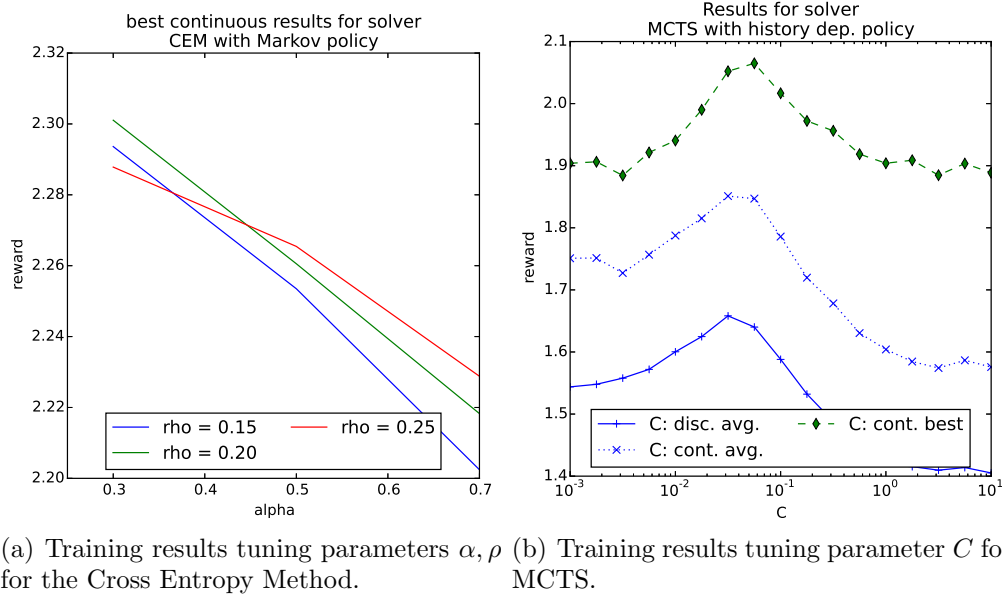 best continuous results for solver
CEM with Markov policy
2.32
2.30
2.28
2.26
2.24
2.22
2.20
reward
0.3 0.4 0.5 0.6 0.7
alpha
rho = 0.15
rho = 0.20
rho = 0.25
Results for solver
MCTS with history dep. policy
2.1
2.0
1.9
1.8
1.7
1.6
1.5
1.4
reward
10^-3 10^-2 10^-1 10^0 10^1
C
C: disc. avg.
C: cont. avg.
C: cont. best
(a) Training results tuning parameters α, ρ
for the Cross Entropy Method.
(b) Training results tuning parameter C fo
MCTS.